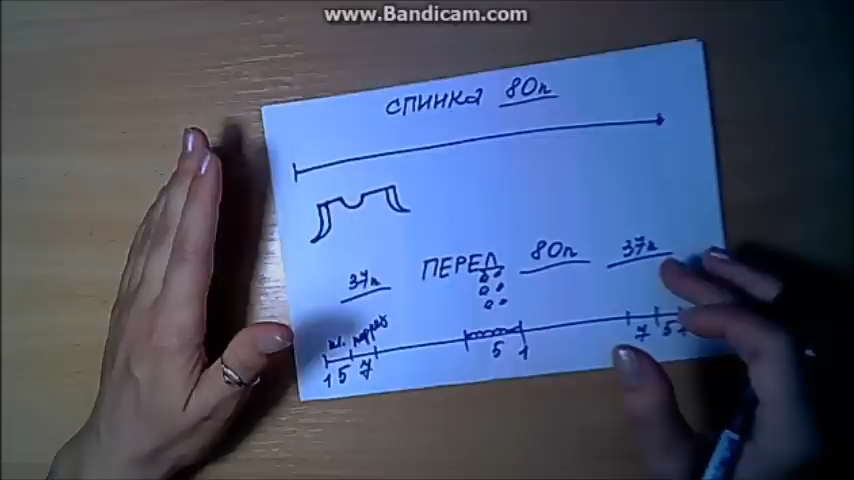 www.Bandicam.com
СПИНКА 80п
37п ПЕРЕД 80п 37п
1 5 7 5 1 7 5